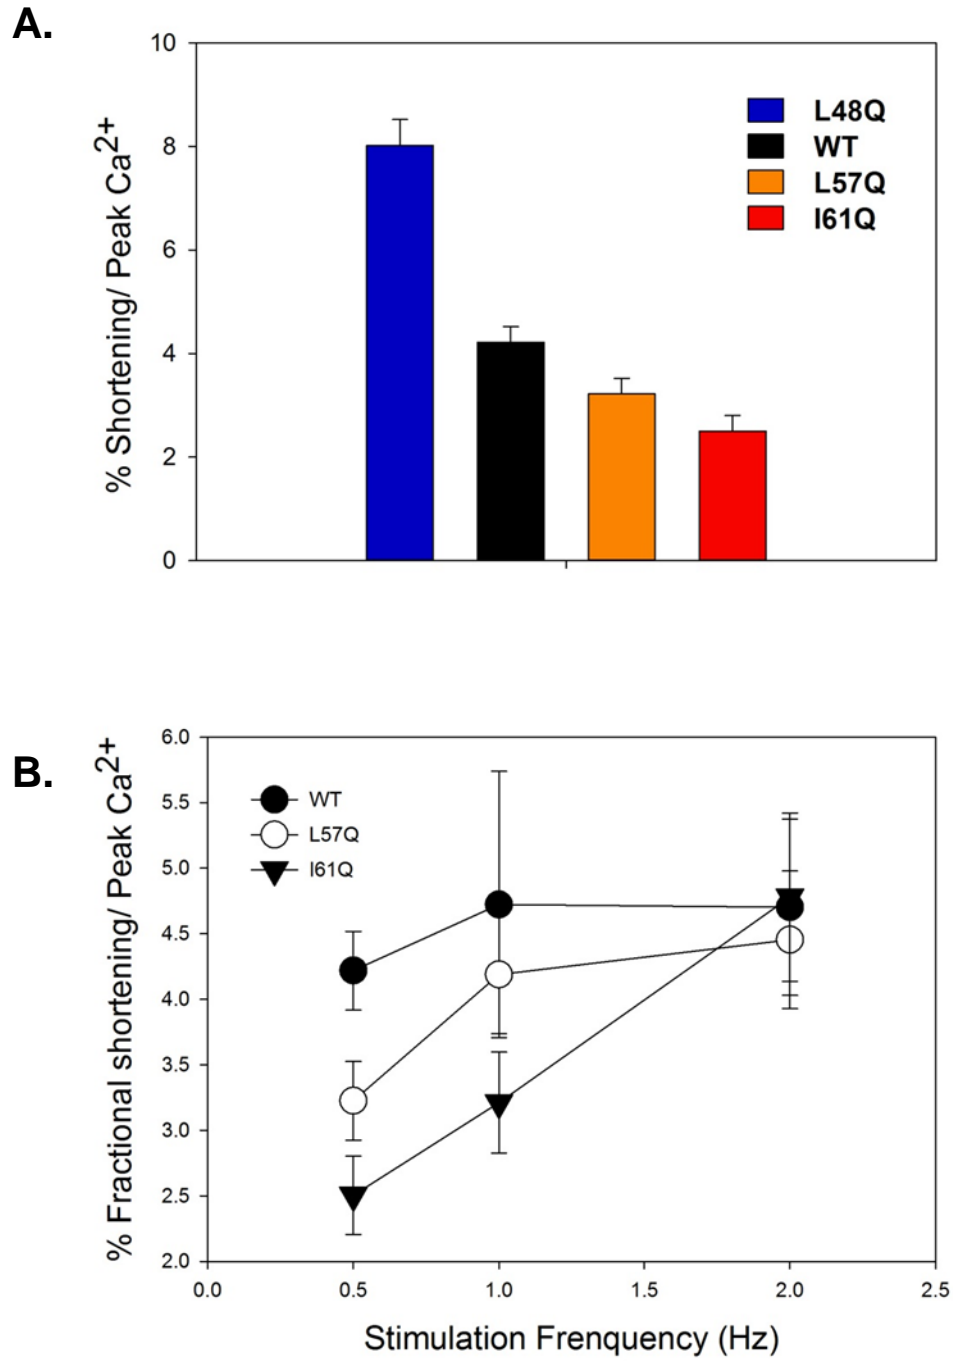 A.
% Shortening/ Peak Ca2+
10
8
6
4
2
0
L48Q
WT
L57Q
I61Q
B.
% Fractional shortening/ Peak Ca2+
6.0
5.5
5.0
4.5
4.0
3.5
3.0
2.5
2.0
WT
L57Q
I61Q
0.0 0.5 1.0 1.5 2.0 2.5
Stimulation Frenquency (Hz)